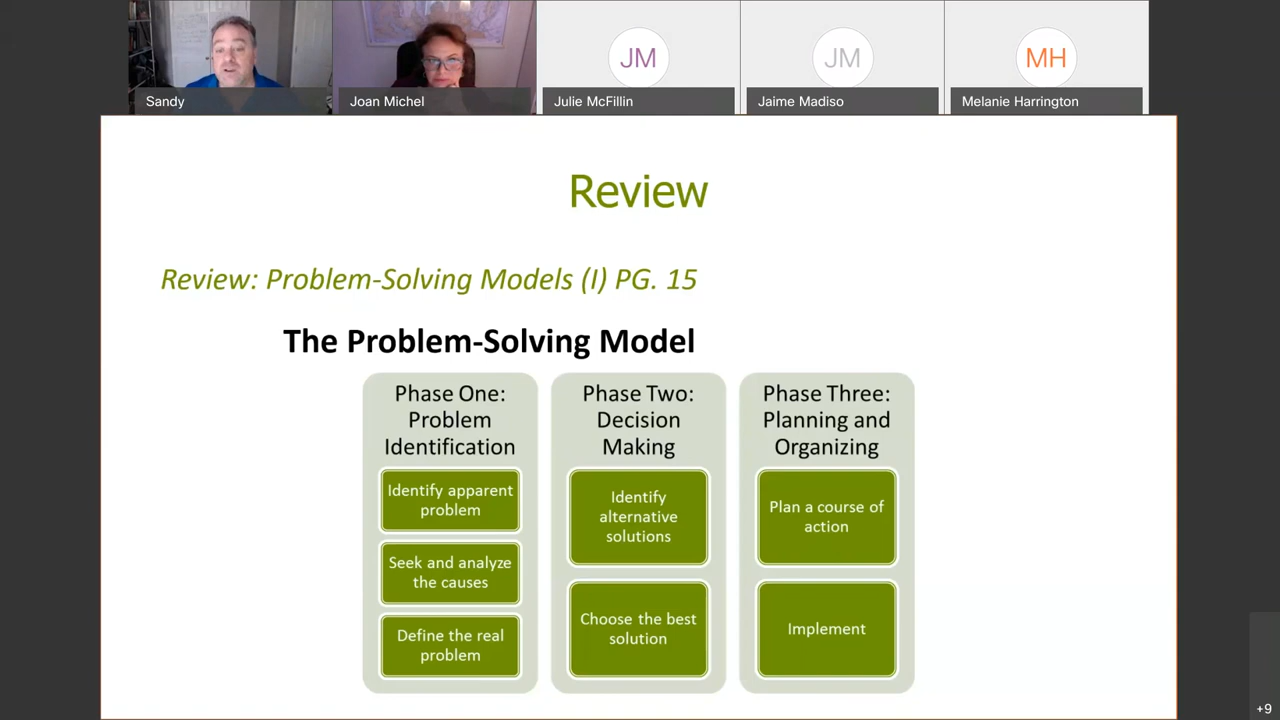 Sandy
Joan Michel
JM
Julie McFillin
JM
Jaime Madiso
MH
Melanie Harrington
Review
Review: Problem-Solving Models (I) PG. 15
The Problem-Solving Model
Phase One:
Problem
Identification
Identify apparent
problem
Seek and analyze
the causes
Define the real
problem
Phase Two:
Decision
Making
Identify
alternative
solutions
Choose the best
solution
Phase Three:
Planning and
Organizing
Plan a course of
action
Implement
+9